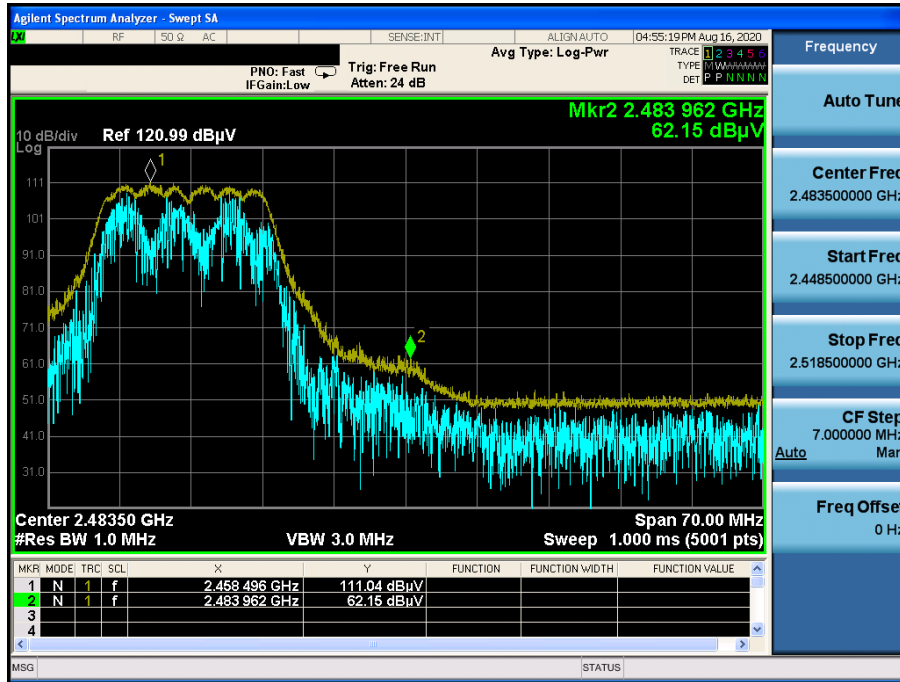 Agilent Spectrum Analyzer - Swept SA
LXI RF 50 Ω AC SENSE:INT ALIGN AUTO 04:55:19 PM Aug 16, 2020
Avg Type: Log-Pwr
TRACE 1 2 3 4 5 6
TYPE M W
DET P P N N N N
PNO: Fast
IFGain:Low
Trig: Free Run
Atten: 24 dB
Mkr2 2.483 962 GHz
62.15 dBµV
10 dB/div Ref 120.99 dBµV
Log
111
101
91.0
81.0
71.0
61.0
51.0
41.0
31.0
1
2
Center 2.48350 GHz Span 70.00 MHz
#Res BW 1.0 MHz VBW 3.0 MHz Sweep 1.000 ms (5001 pts)
MKR MODE TRC SCL X Y FUNCTION FUNCTION WIDTH FUNCTION VALUE
1 N 1 f 2.458 496 GHz 111.04 dBµV
2 N 1 f 2.483 962 GHz 62.15 dBµV
3
4
MSG STATUS
Frequency
Auto Tune
Center Freq
2.483500000 GHz
Start Freq
2.448500000 GHz
Stop Freq
2.518500000 GHz
CF Step
7.000000 MHz
Auto Man
Freq Offset
0 Hz